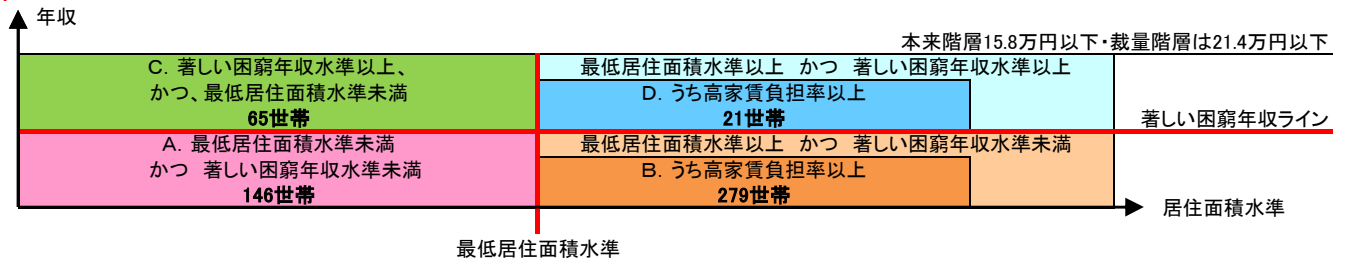 年収
本来階層15.8万円以下・裁量階層は21.4万円以下
C．著しい困窮年収水準以上、
かつ、最低居住面積水準未満
65世帯
最低居住面積水準以上　かつ　著しい困窮年収水準以上
D．うち高家賃負担率以上
21世帯
著しい困窮年収ライン
A．最低居住面積水準未満
かつ　著しい困窮年収水準未満
146世帯
最低居住面積水準以上　かつ　著しい困窮年収水準未満
B．うち高家賃負担率以上
279世帯
居住面積水準
最低居住面積水準